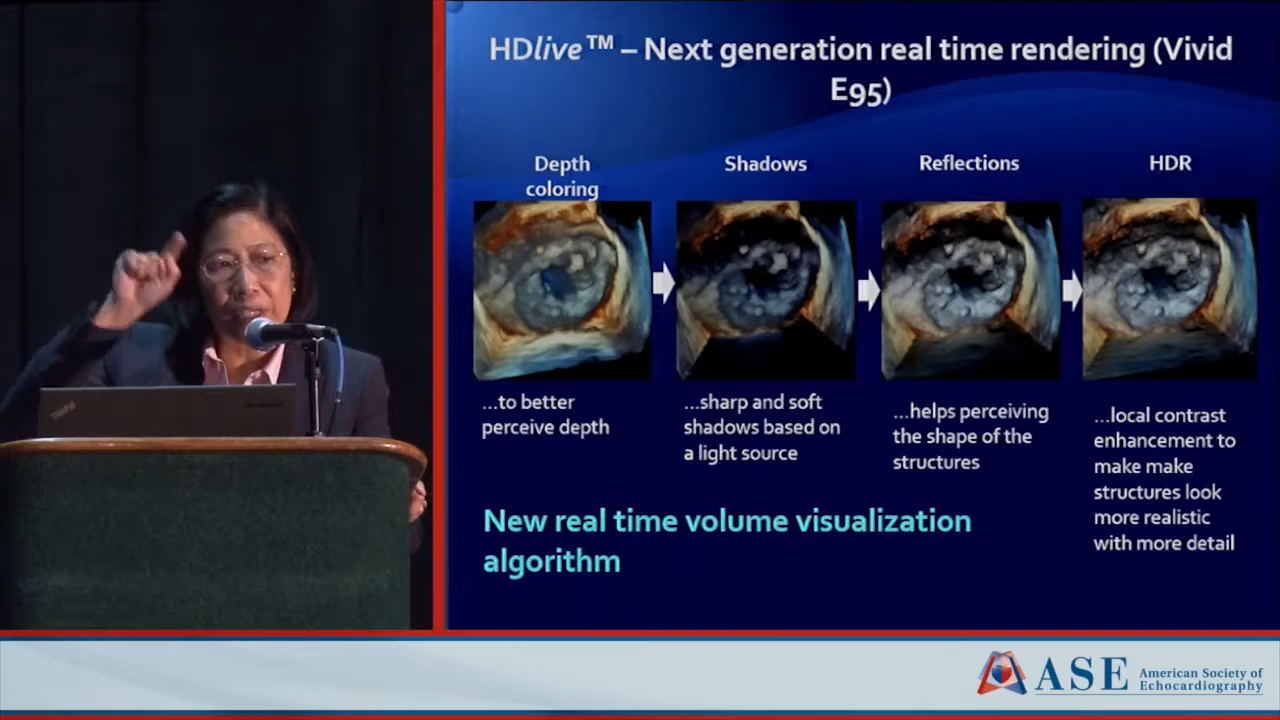 HDlive™ – Next generation real time rendering (Vivid
E95)
Depth
coloring
Shadows
Reflections
HDR
...to better
perceive depth
...sharp and soft
shadows based on
a light source
...helps perceiving
the shape of the
structures
...local contrast
enhancement to
make make
structures look
more realistic
with more detail
New real time volume visualization
algorithm
ThinkPad
ASE American Society of
Echocardiography